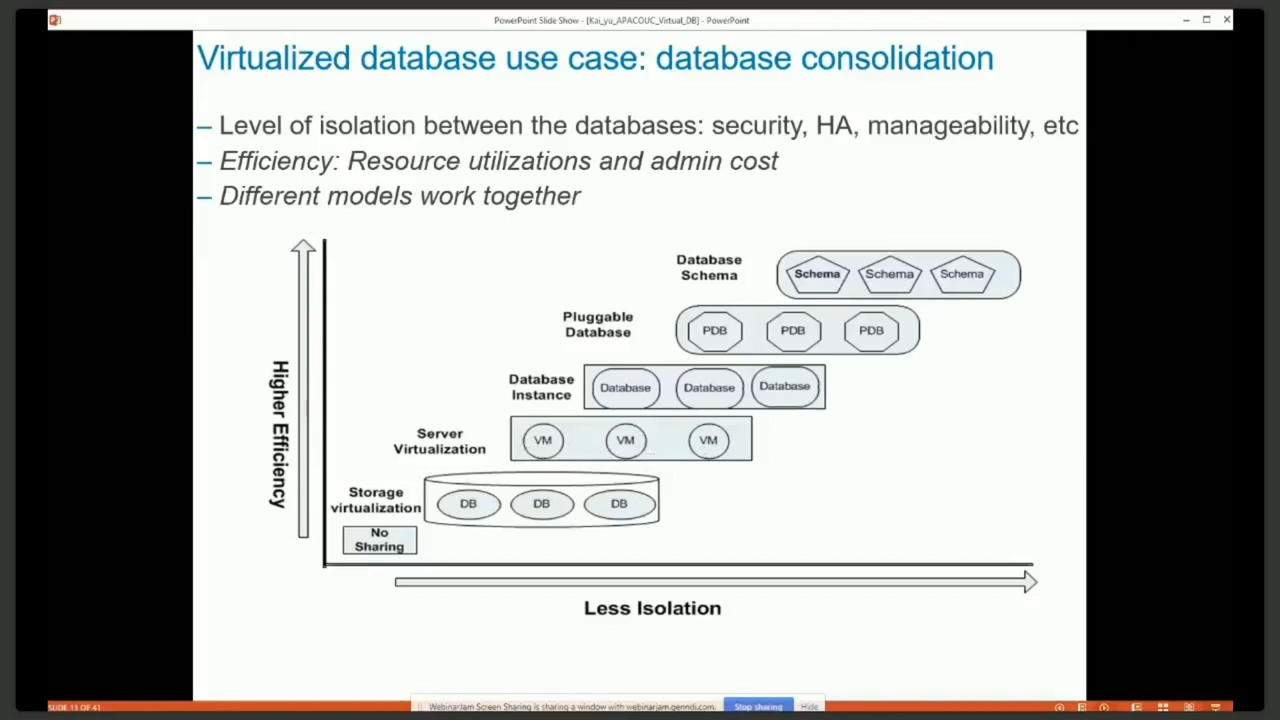 PowerPoint Slide Show - [Kai_yu_APACOUC_Virtual_DB] - PowerPoint
Virtualized database use case: database consolidation
– Level of isolation between the databases: security, HA, manageability, etc
– Efficiency: Resource utilizations and admin cost
– Different models work together
Database
Schema
Schema Schema Schema
Pluggable
Database
PDB PDB PDB
Database
Instance
Database Database Database
Server
Virtualization
VM VM VM
Storage
virtualization
DB DB DB
No
Sharing
Higher Efficiency
Less Isolation
SLIDE 13 OF 41
WebinarJam Screen Sharing is sharing a window with webinarjam.genndi.com.
Stop sharing
Hide